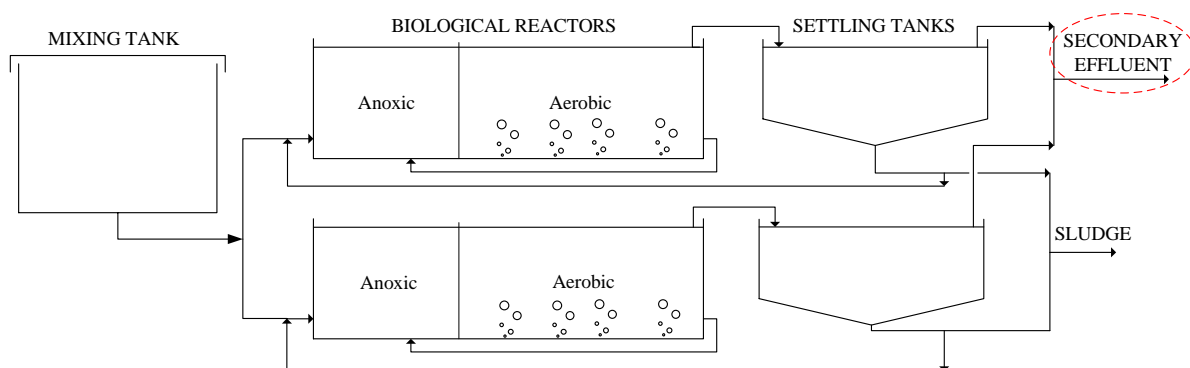 MIXING TANK
BIOLOGICAL REACTORS
SETTLING TANKS
SECONDARY
EFFLUENT
Anoxic
Aerobic
SLUDGE
Anoxic
Aerobic